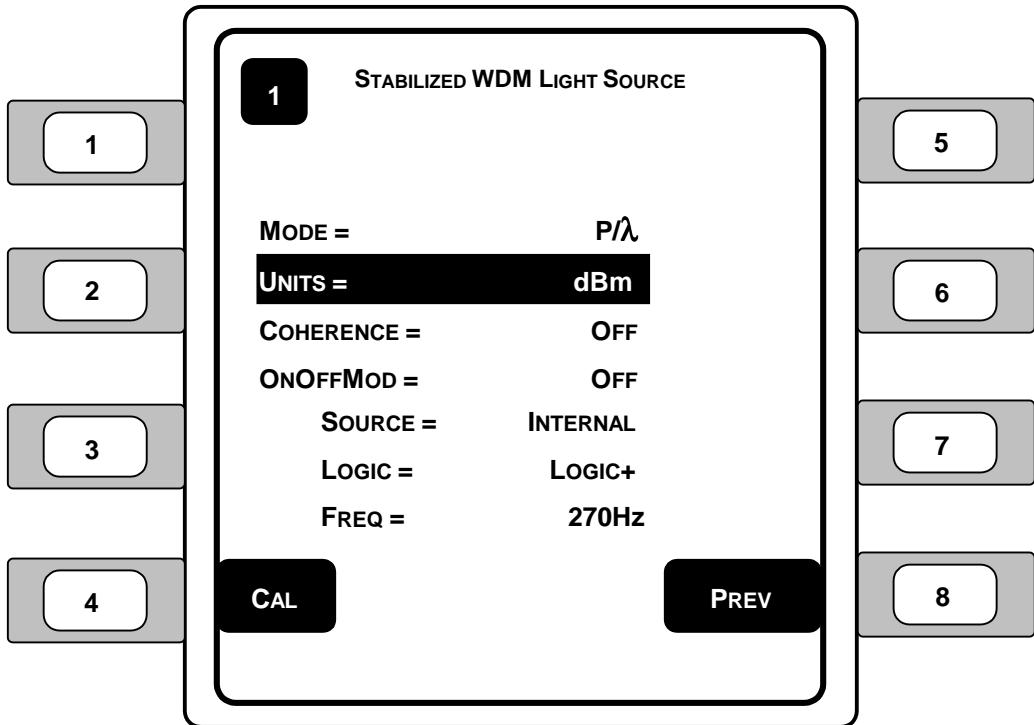 1 STABILIZED WDM LIGHT SOURCE
1
5
MODE = P/λ
2
UNITS = dBm
6
COHERENCE = OFF
ONOFFMOD = OFF
SOURCE = INTERNAL
3
7
LOGIC = LOGIC+
FREQ = 270Hz
4
CAL
PREV
8